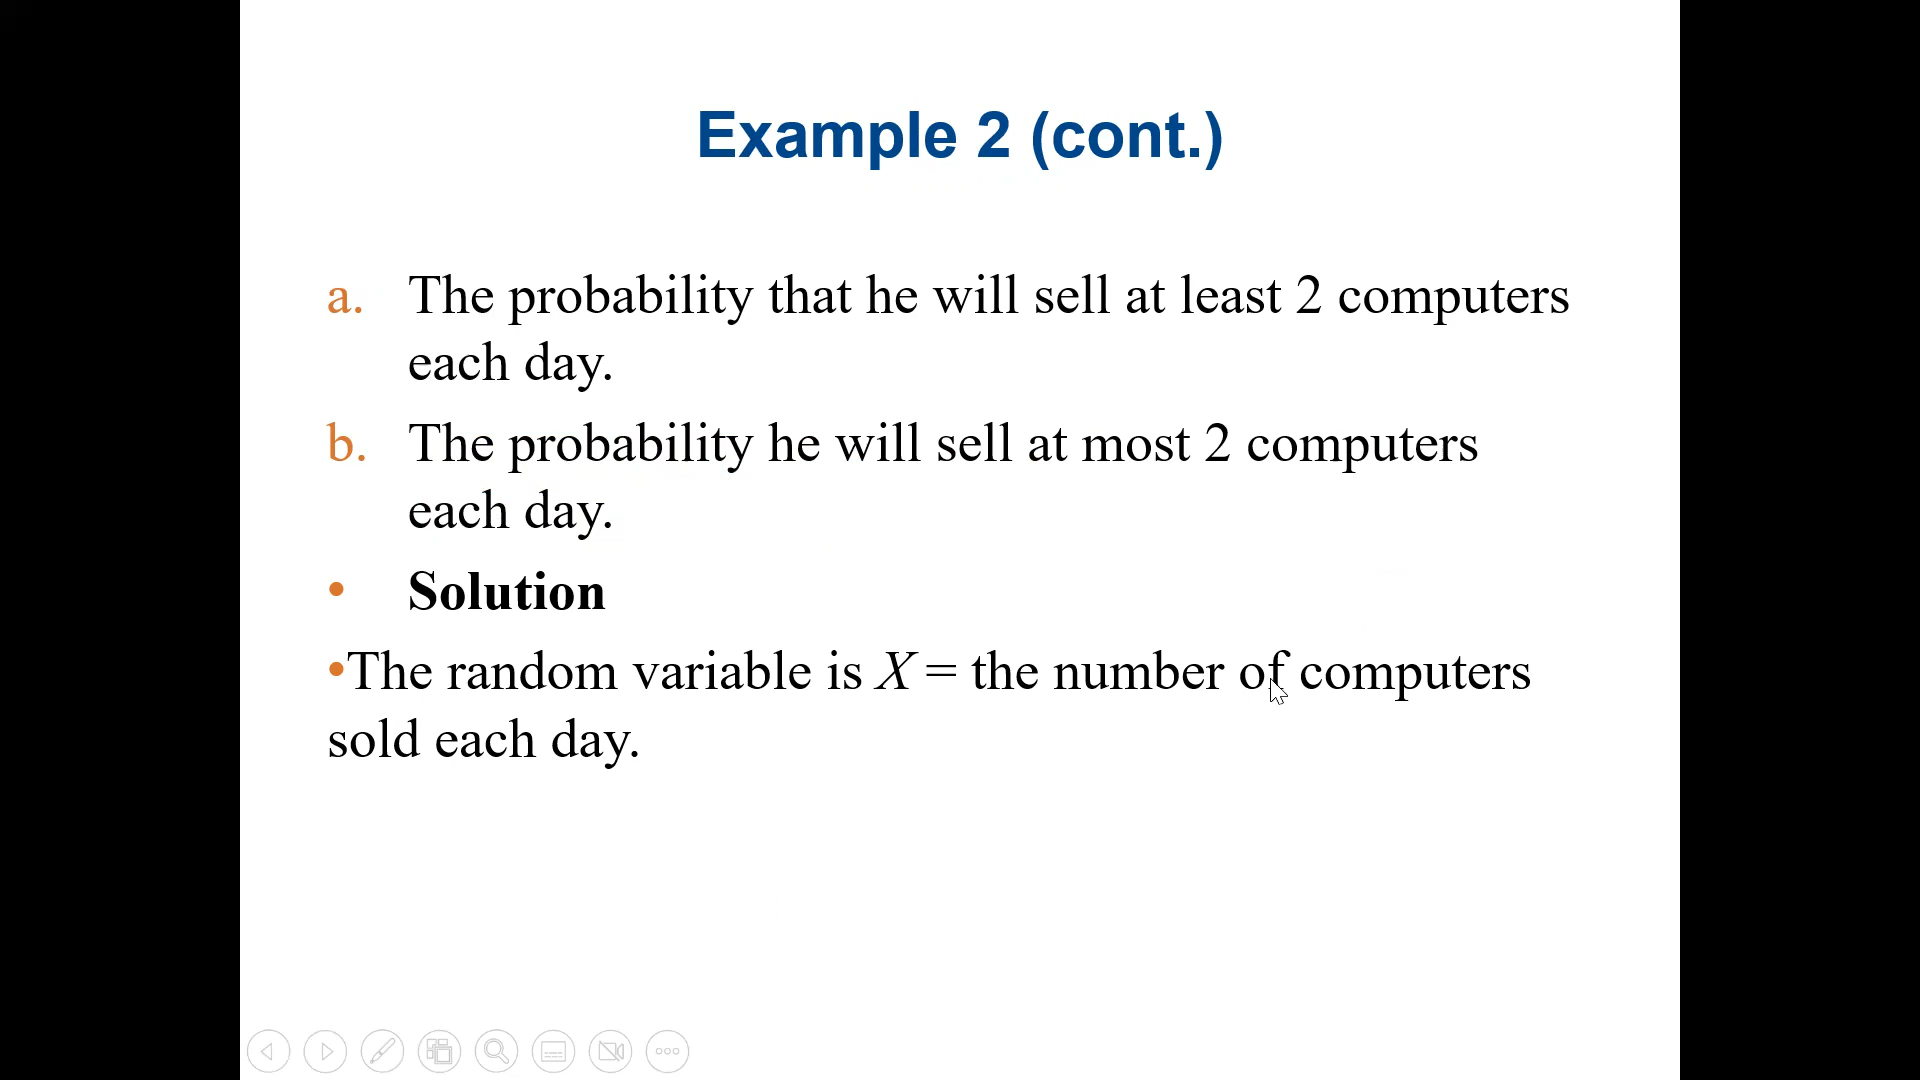 Example 2 (cont.)
a. The probability that he will sell at least 2 computers
each day.
b. The probability he will sell at most 2 computers
each day.
• Solution
•The random variable is X = the number of computers
sold each day.